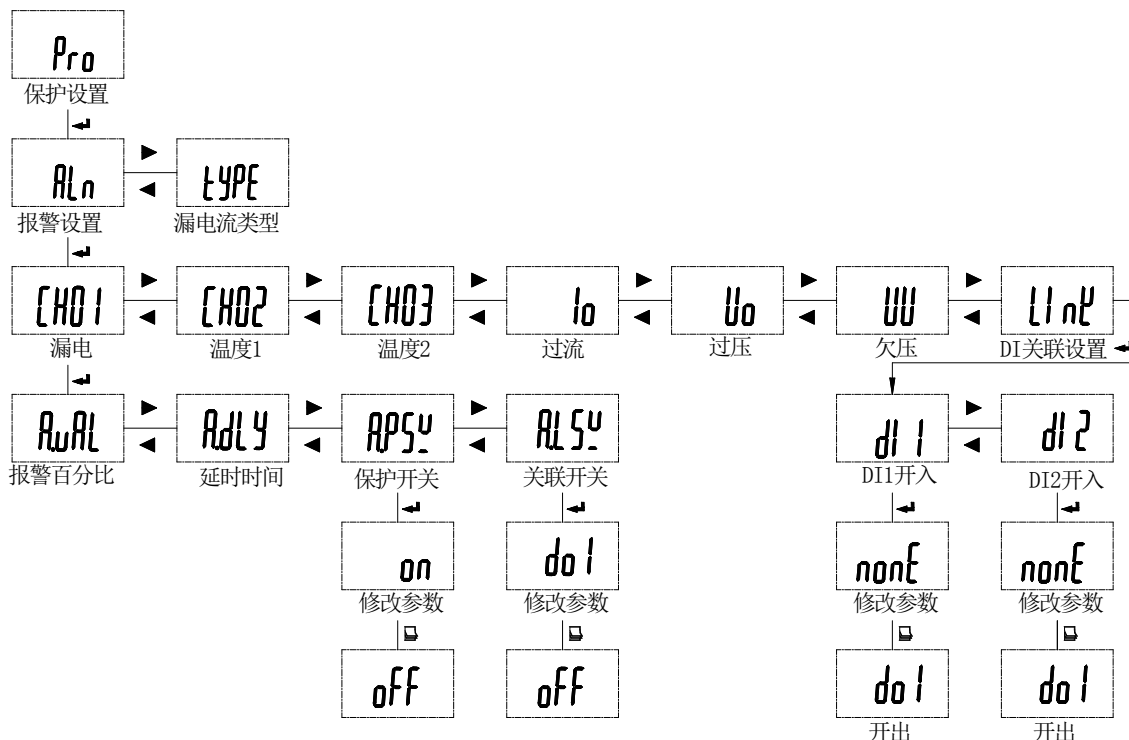 Pro
保护设置
ALn
tYPE
报警设置
漏电流类型
CH01
CH02
CH03
Io
Uo
UU
LInK
漏电
温度1
温度2
过流
过压
欠压
DI关联设置
A.vAL
A.dLY
A.PSW
A.LSW
dI1
dI2
报警百分比
延时时间
保护开关
关联开关
DI1开入
DI2开入
on
do1
nonE
nonE
修改参数
修改参数
修改参数
修改参数
oFF
oFF
do1
do1
开出
开出